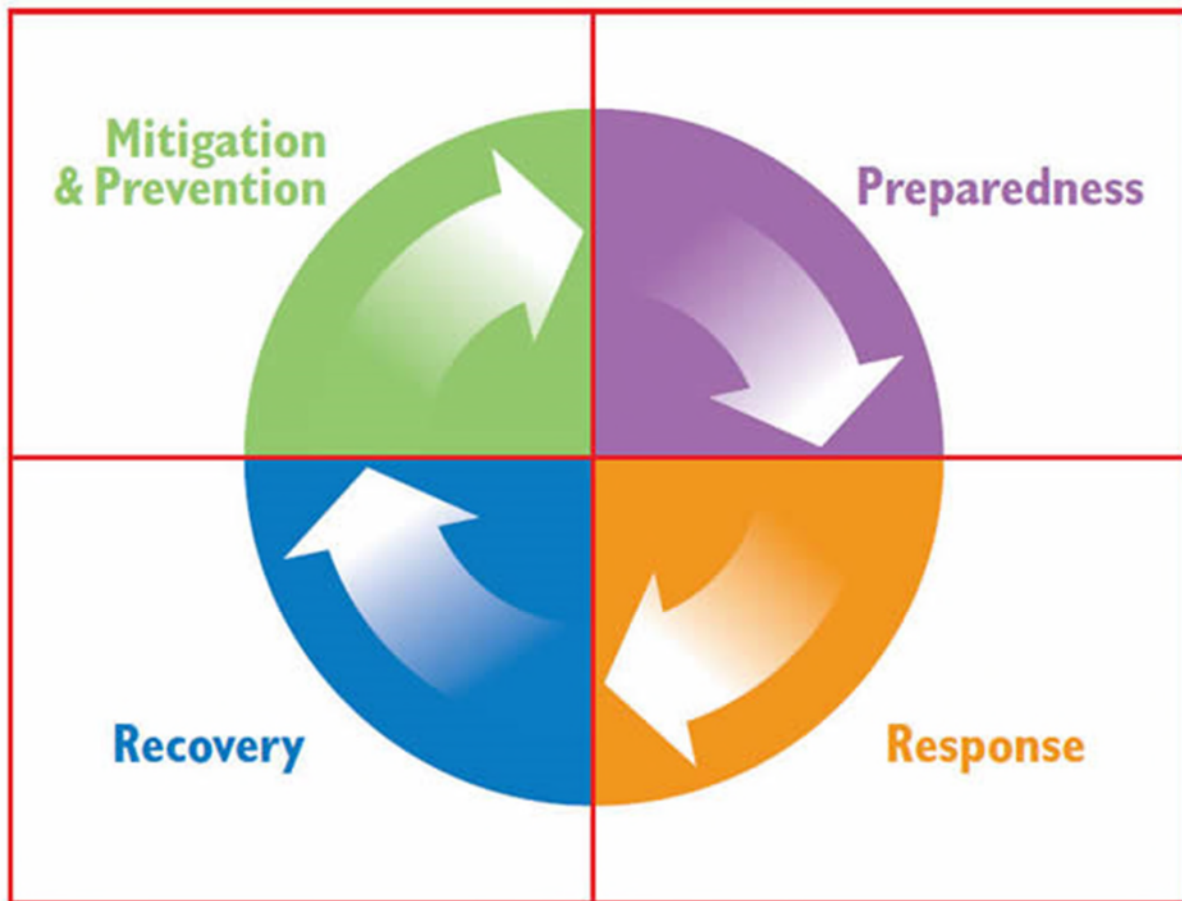 Mitigation
& Prevention
Preparedness
Recovery
Response